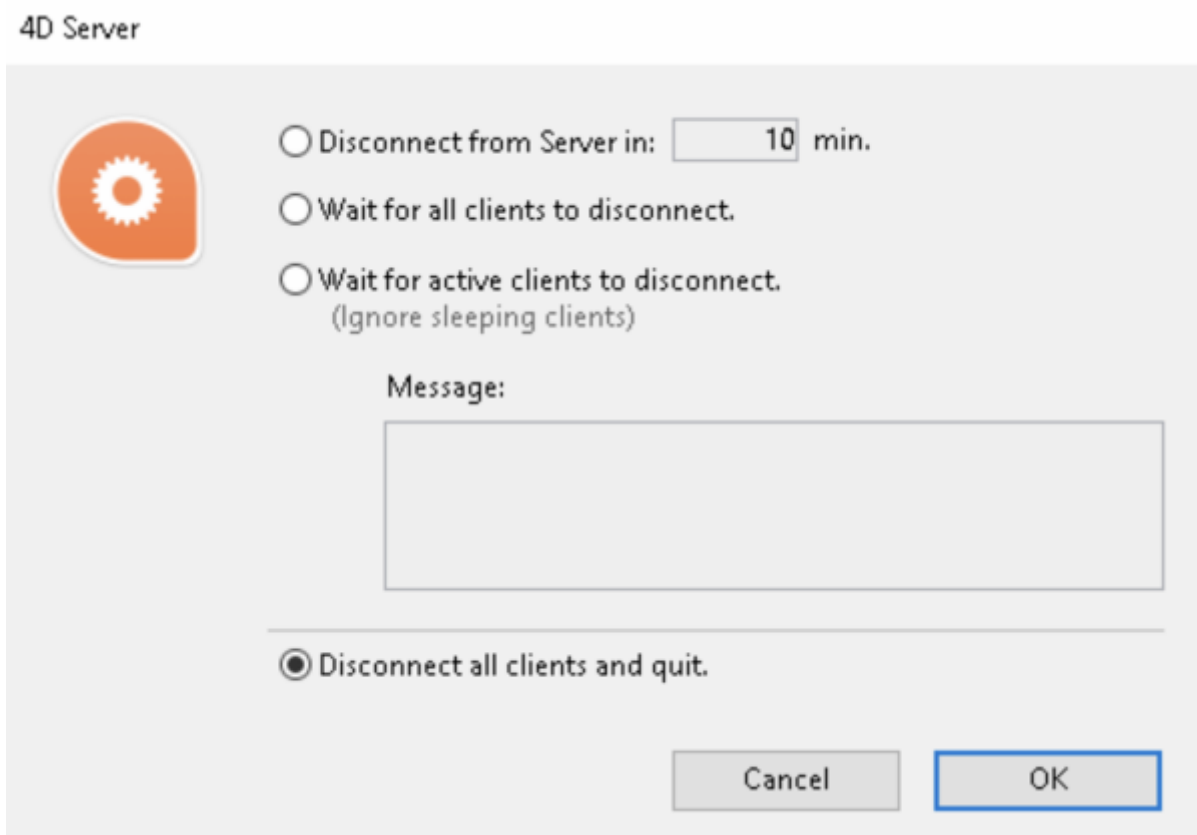 4D Server
Disconnect from Server in: 10 min.
Wait for all clients to disconnect.
Wait for active clients to disconnect.
(Ignore sleeping clients)
Message:
Disconnect all clients and quit.
Cancel OK